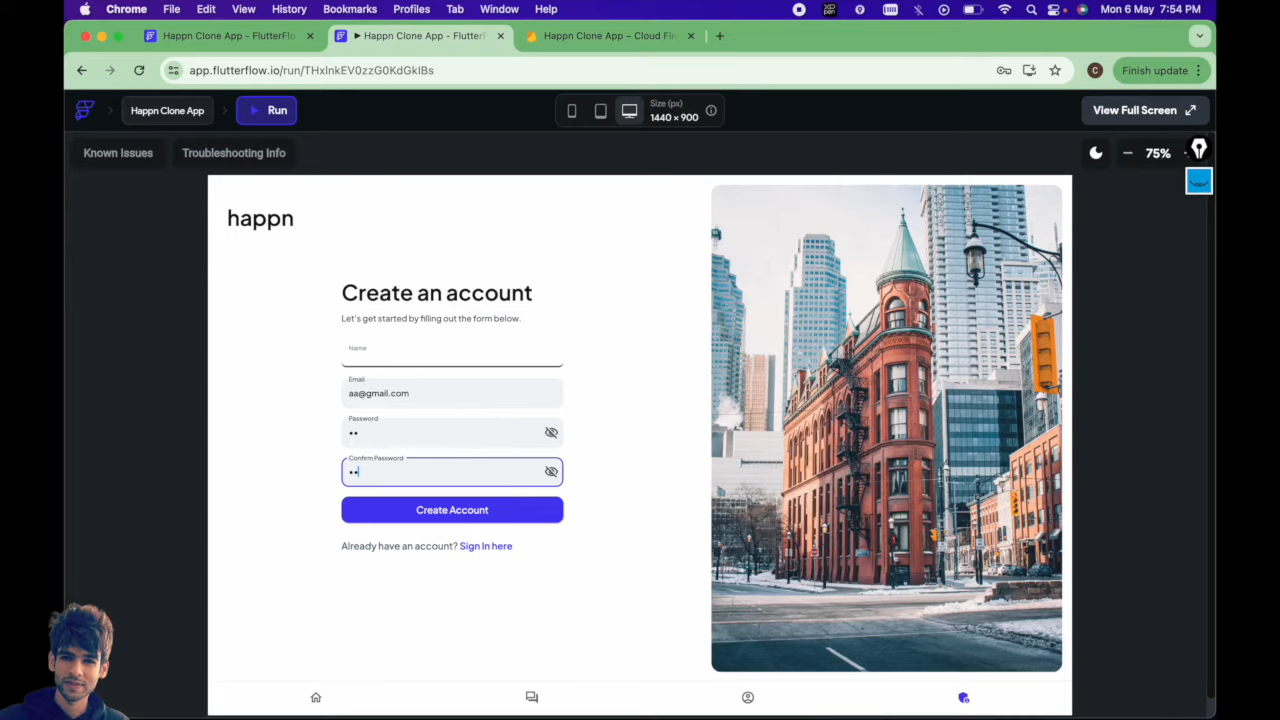 Chrome File Edit View History Bookmarks Profiles Tab Window Help Mon 6 May 7:54 PM
Happn Clone App - FlutterFlo
Happn Clone App - Flutterf
Happn Clone App – Cloud Fin
app.flutterflow.io/run/THxInkEV0zzG0KdGkIBs
C
Finish update
Happn Clone App
Run
Size (px)
1440 × 900
View Full Screen
Known Issues
Troubleshooting Info
75%
happn
Create an account
Let's get started by filling out the form below.
Name
Email
aa@gmail.com
Password
••
Confirm Password
••
Create Account
Already have an account? Sign In here